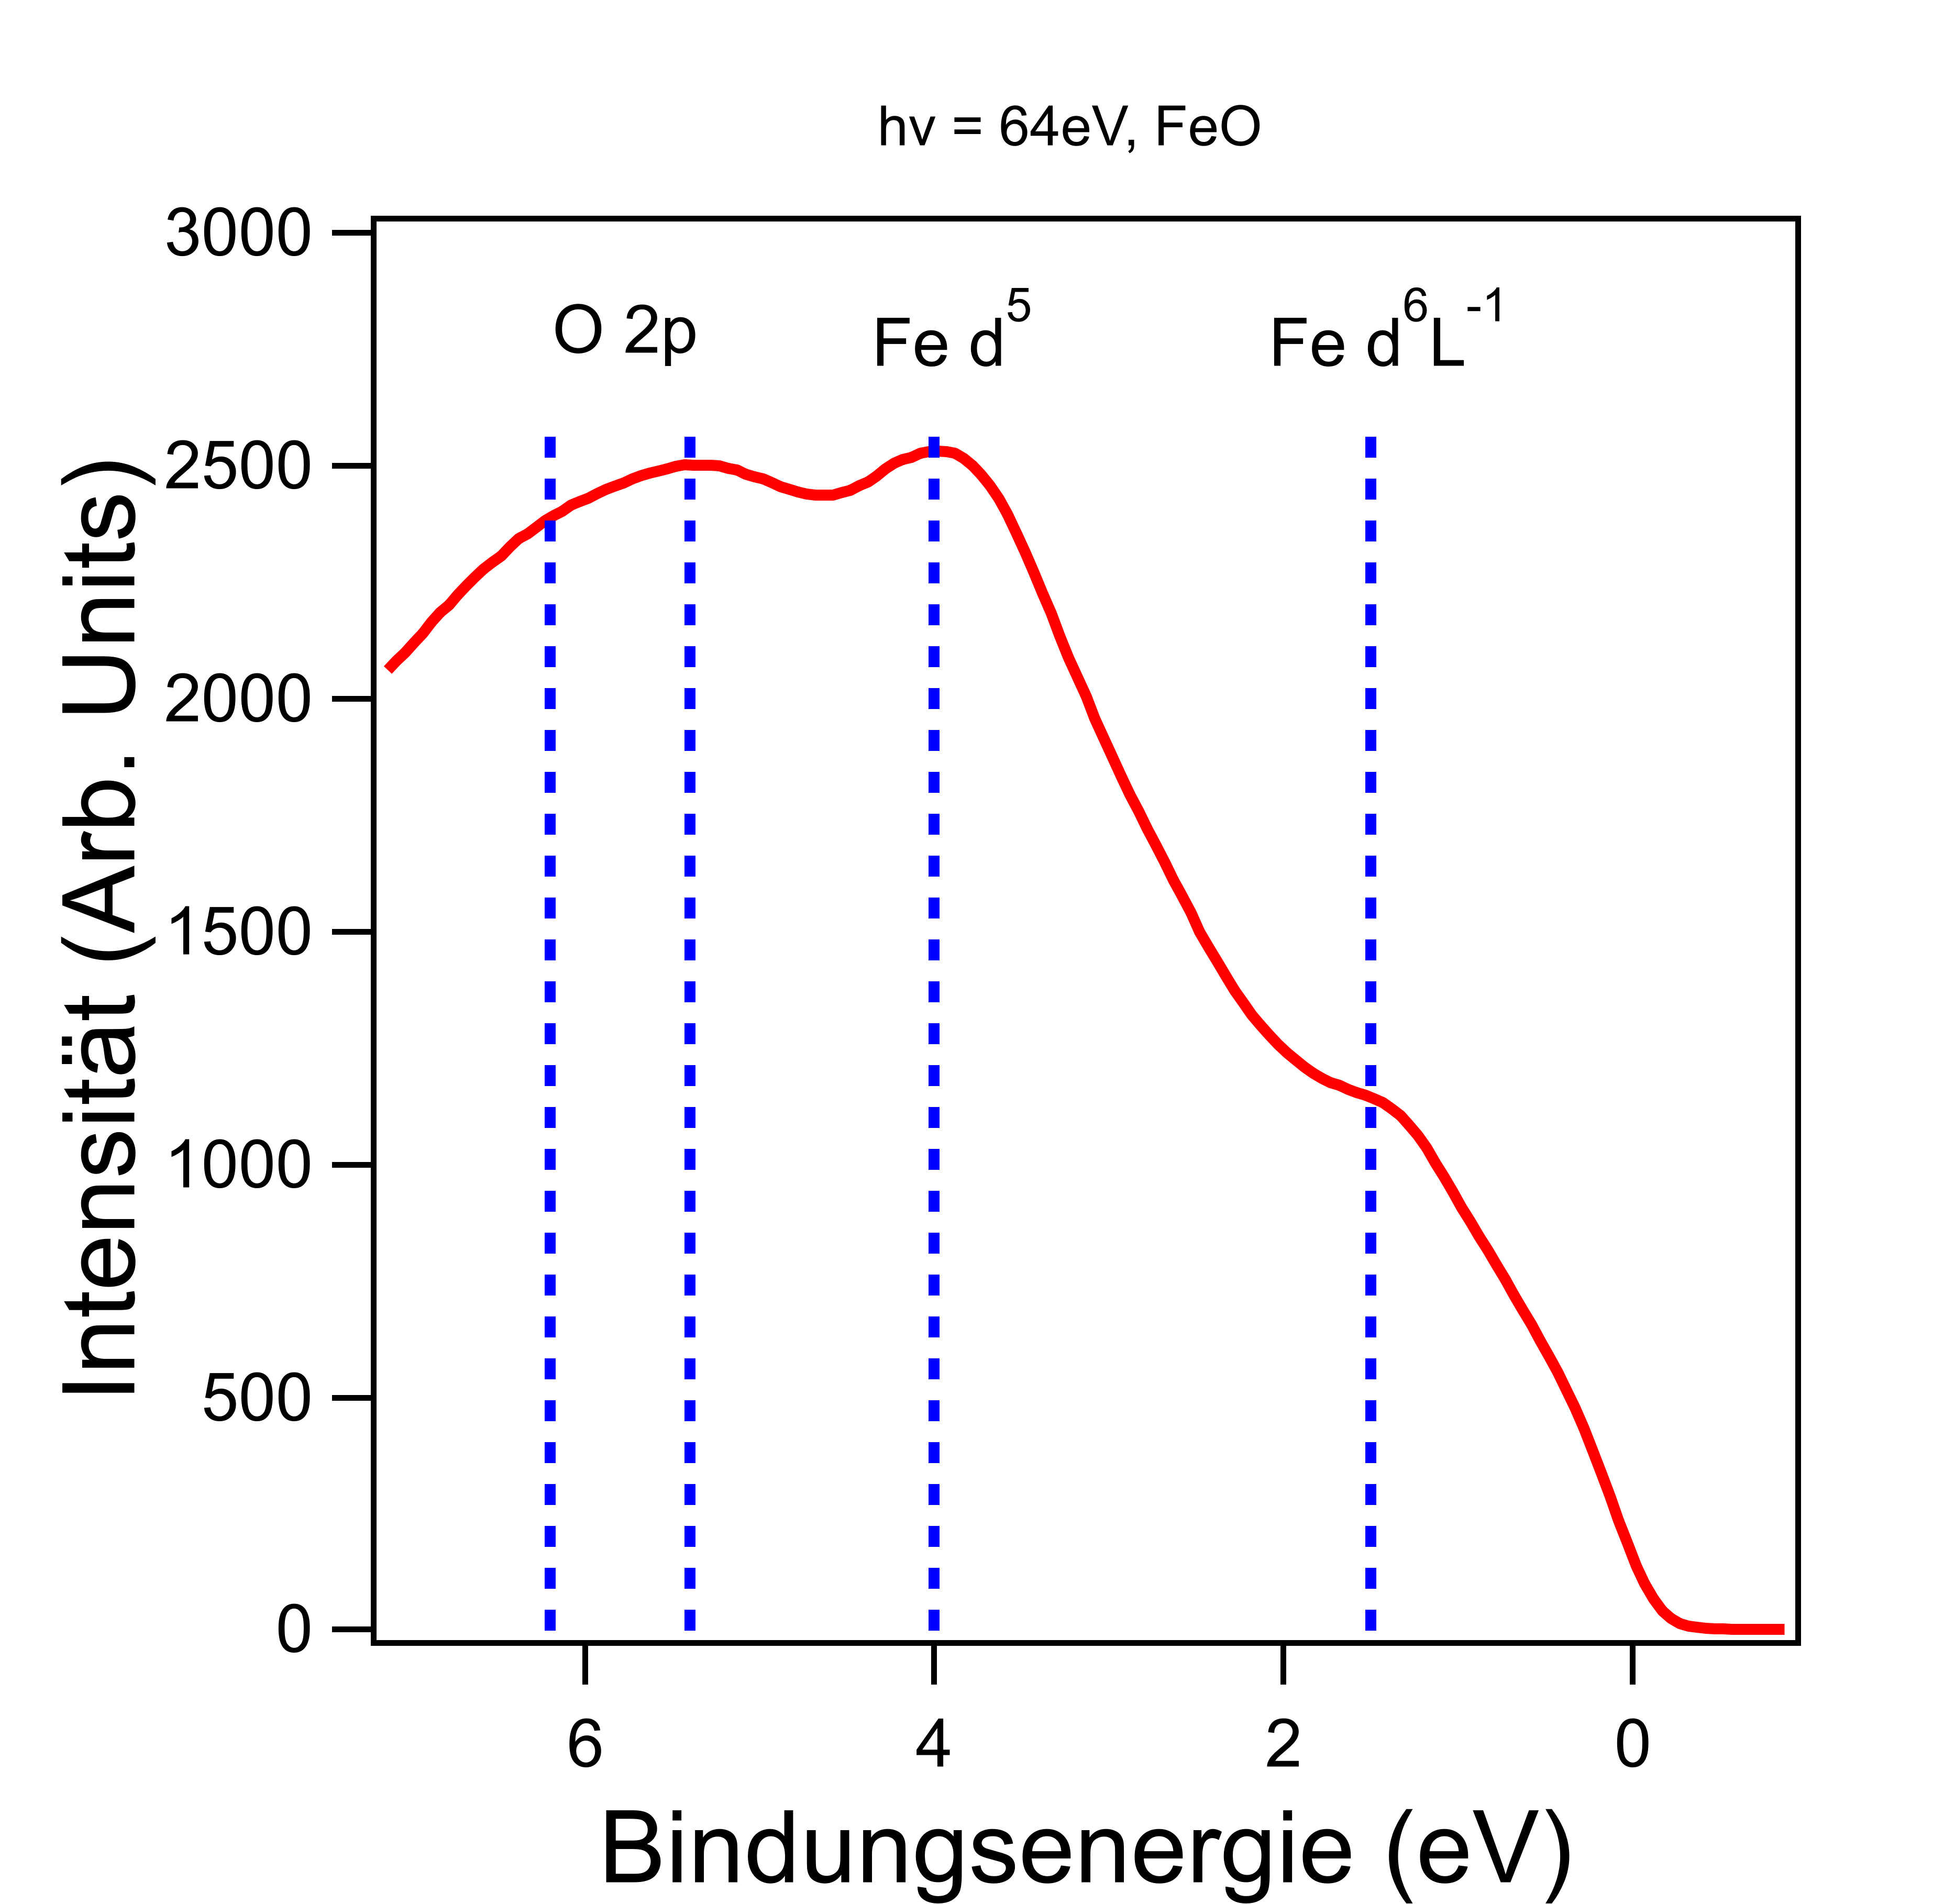 hν = 64eV, FeO
3000
O 2p
Fe d⁵
Fe d⁶L⁻¹
2500
2000
1500
1000
500
0
Intensität (Arb. Units)
6 4 2 0
Bindungsenergie (eV)